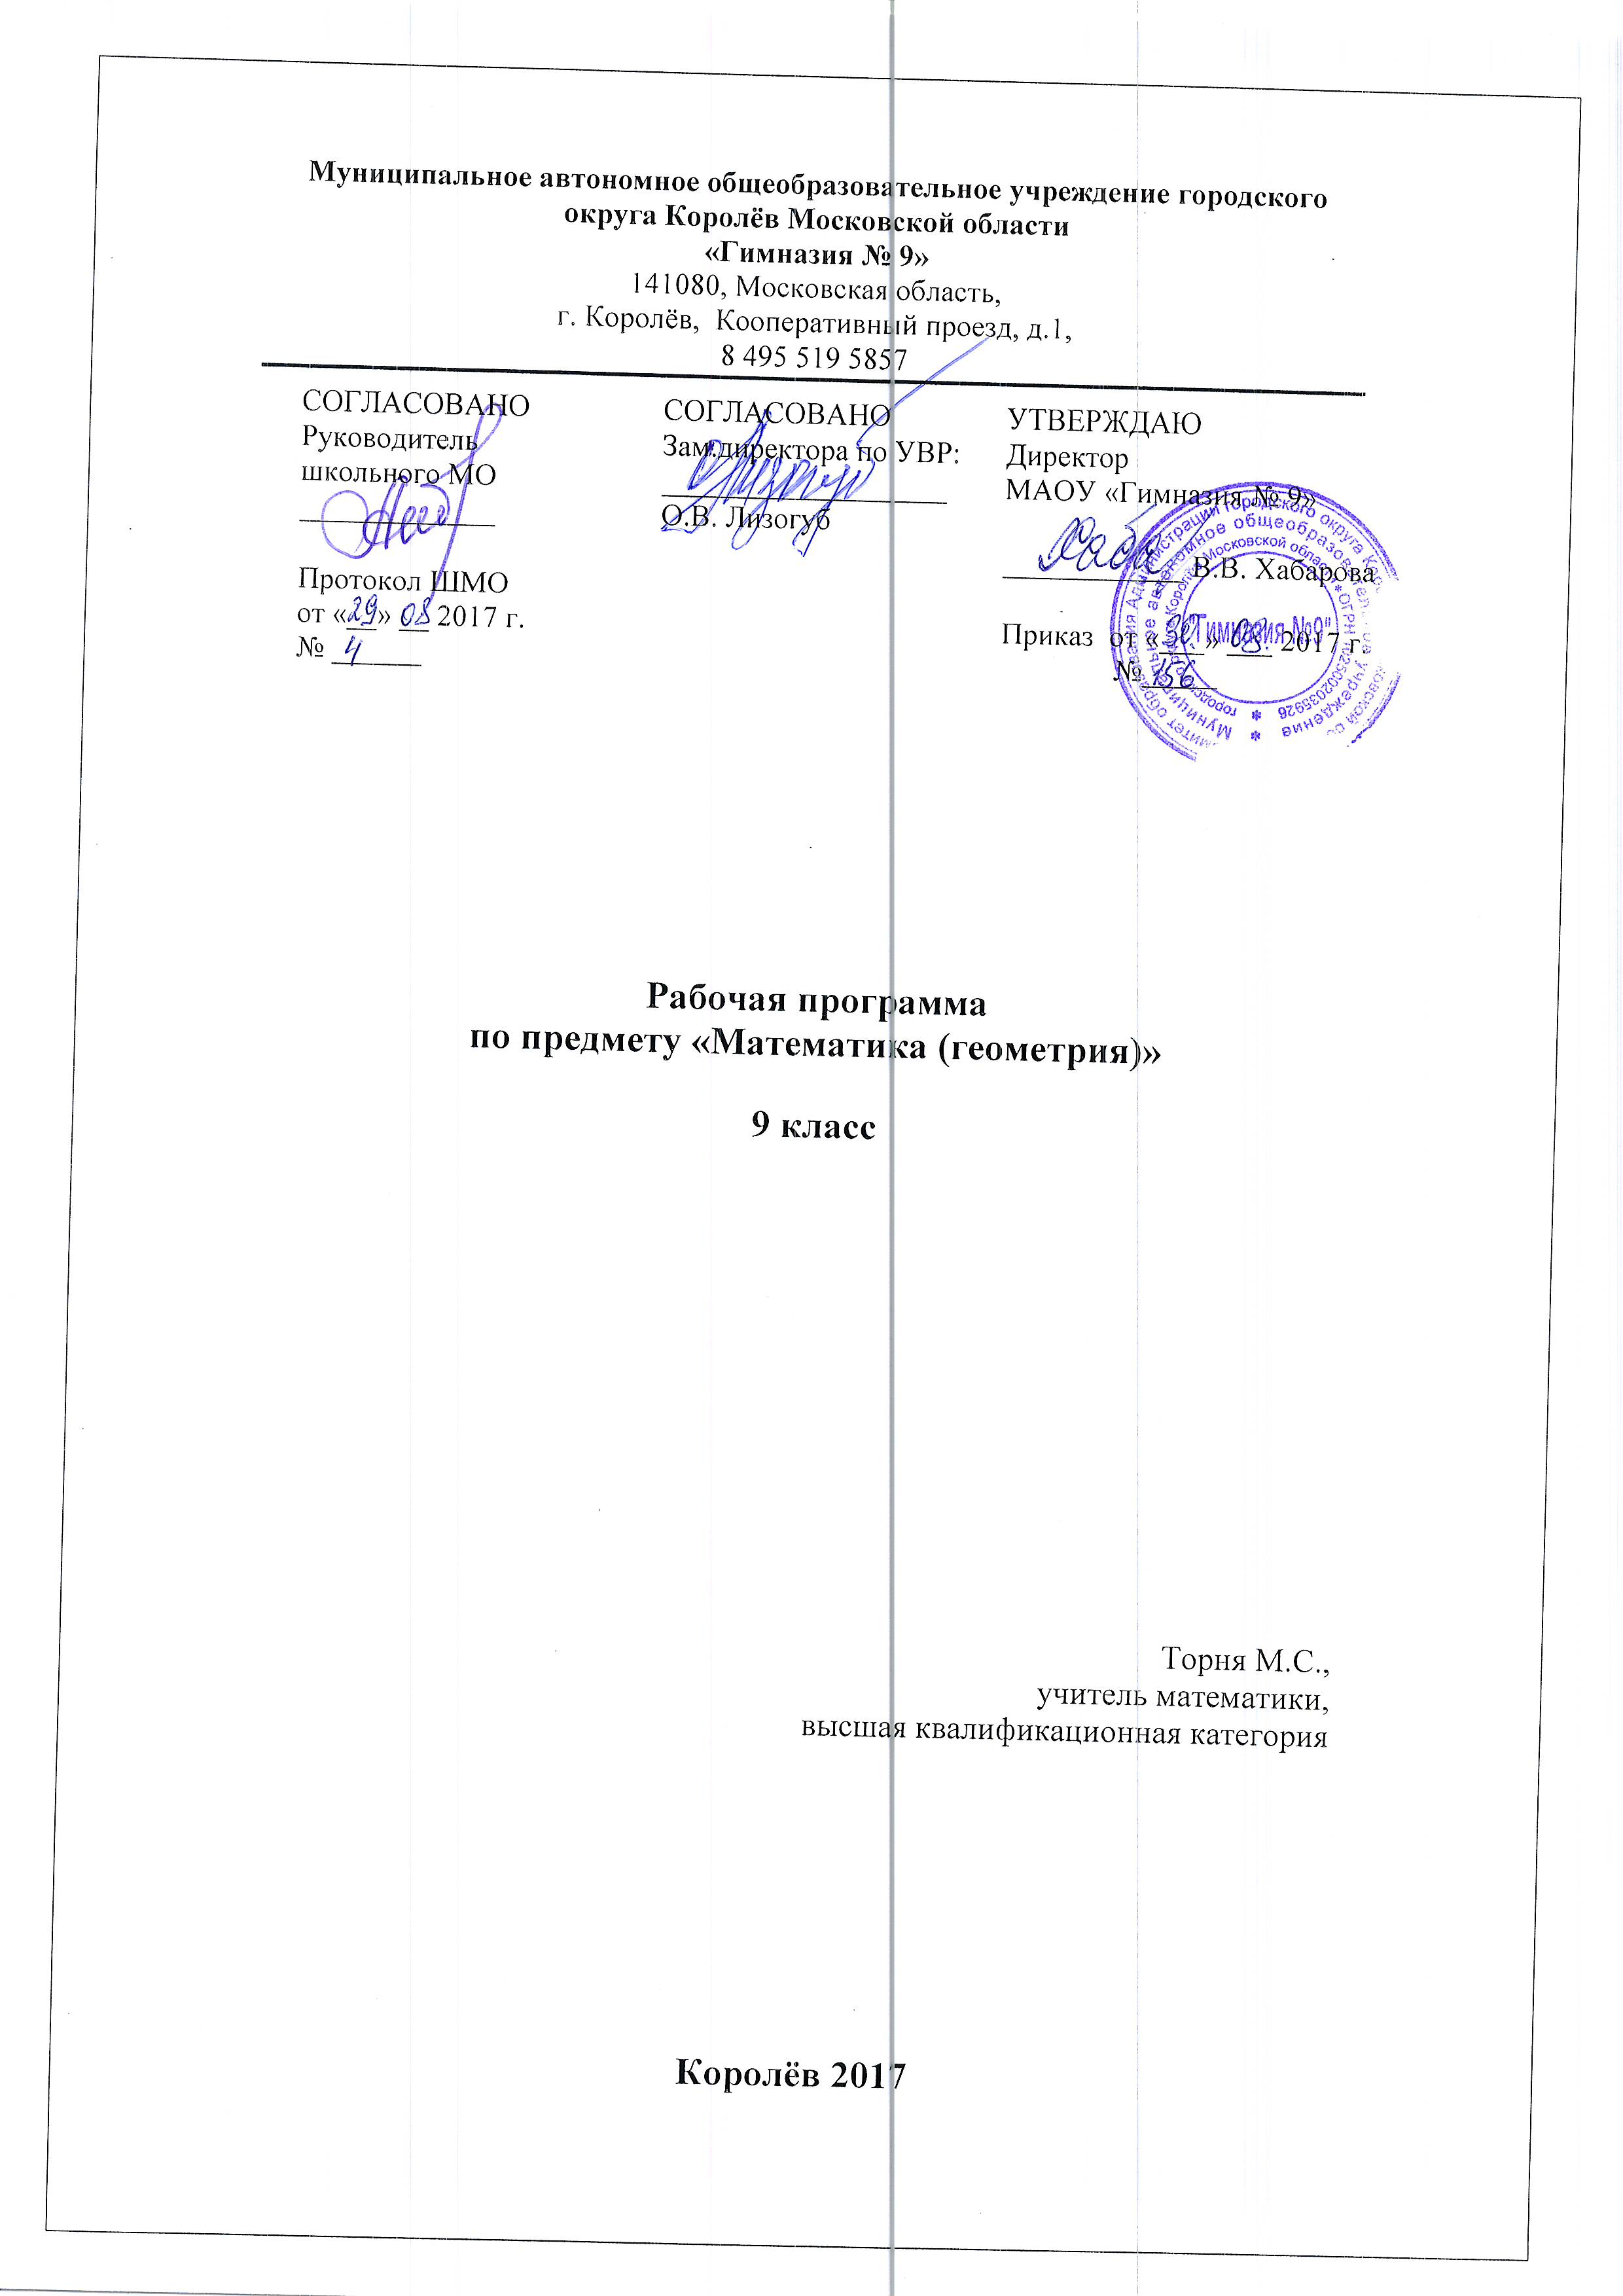 Муниципальное автономное общеобразовательное учреждение городского
округа Королёв Московской области
«Гимназия № 9»
141080, Московская область,
г. Королёв, Кооперативный проезд, д.1,
8 495 519 5857
СОГЛАСОВАНО
Руководитель
школьного МО
Протокол ШМО
от «29» 08 2017 г.
№ 4
СОГЛАСОВАНО
Зам.директора по УВР:
О.В. Лизогуб
УТВЕРЖДАЮ
Директор
МАОУ «Гимназия № 9»
В.В. Хабарова
Приказ от «30» 08 2017 г.
№ 156
"Гимназия №9"
Рабочая программа
по предмету «Математика (геометрия)»
9 класс
Торня М.С.,
учитель математики,
высшая квалификационная категория
Королёв 2017